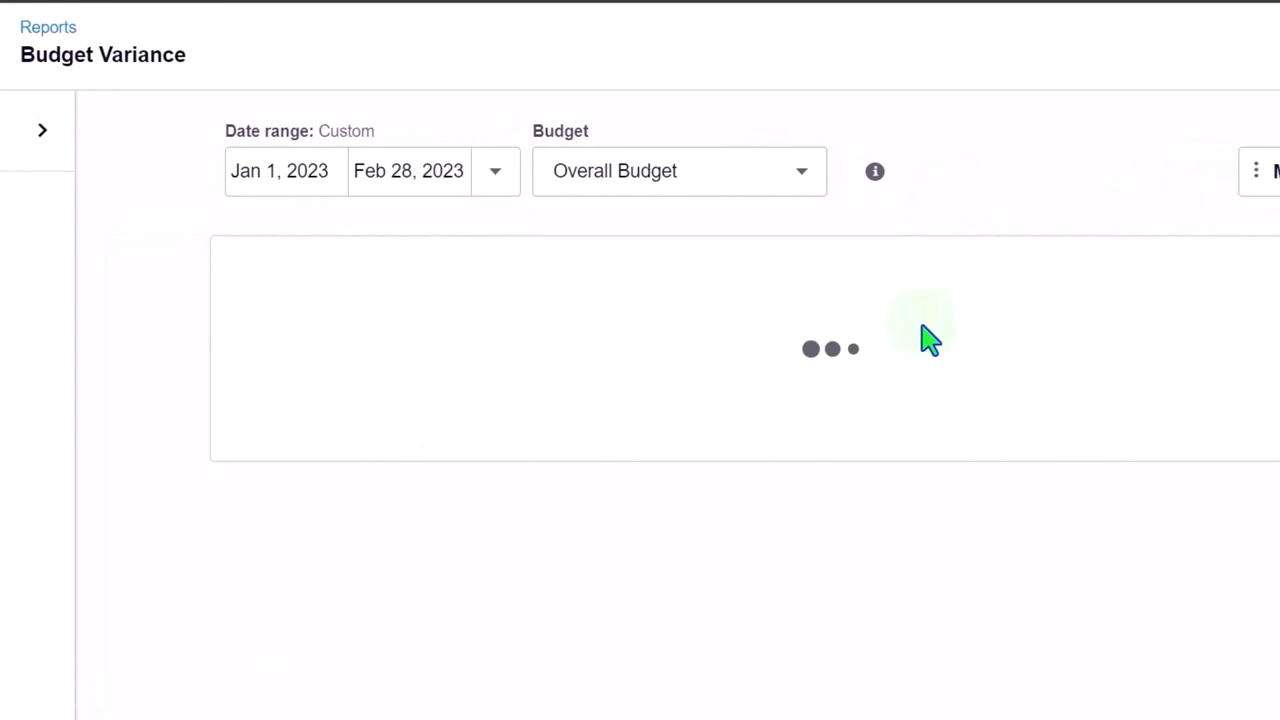 Reports
Budget Variance
Date range: Custom
Budget
Jan 1, 2023
Feb 28, 2023
Overall Budget